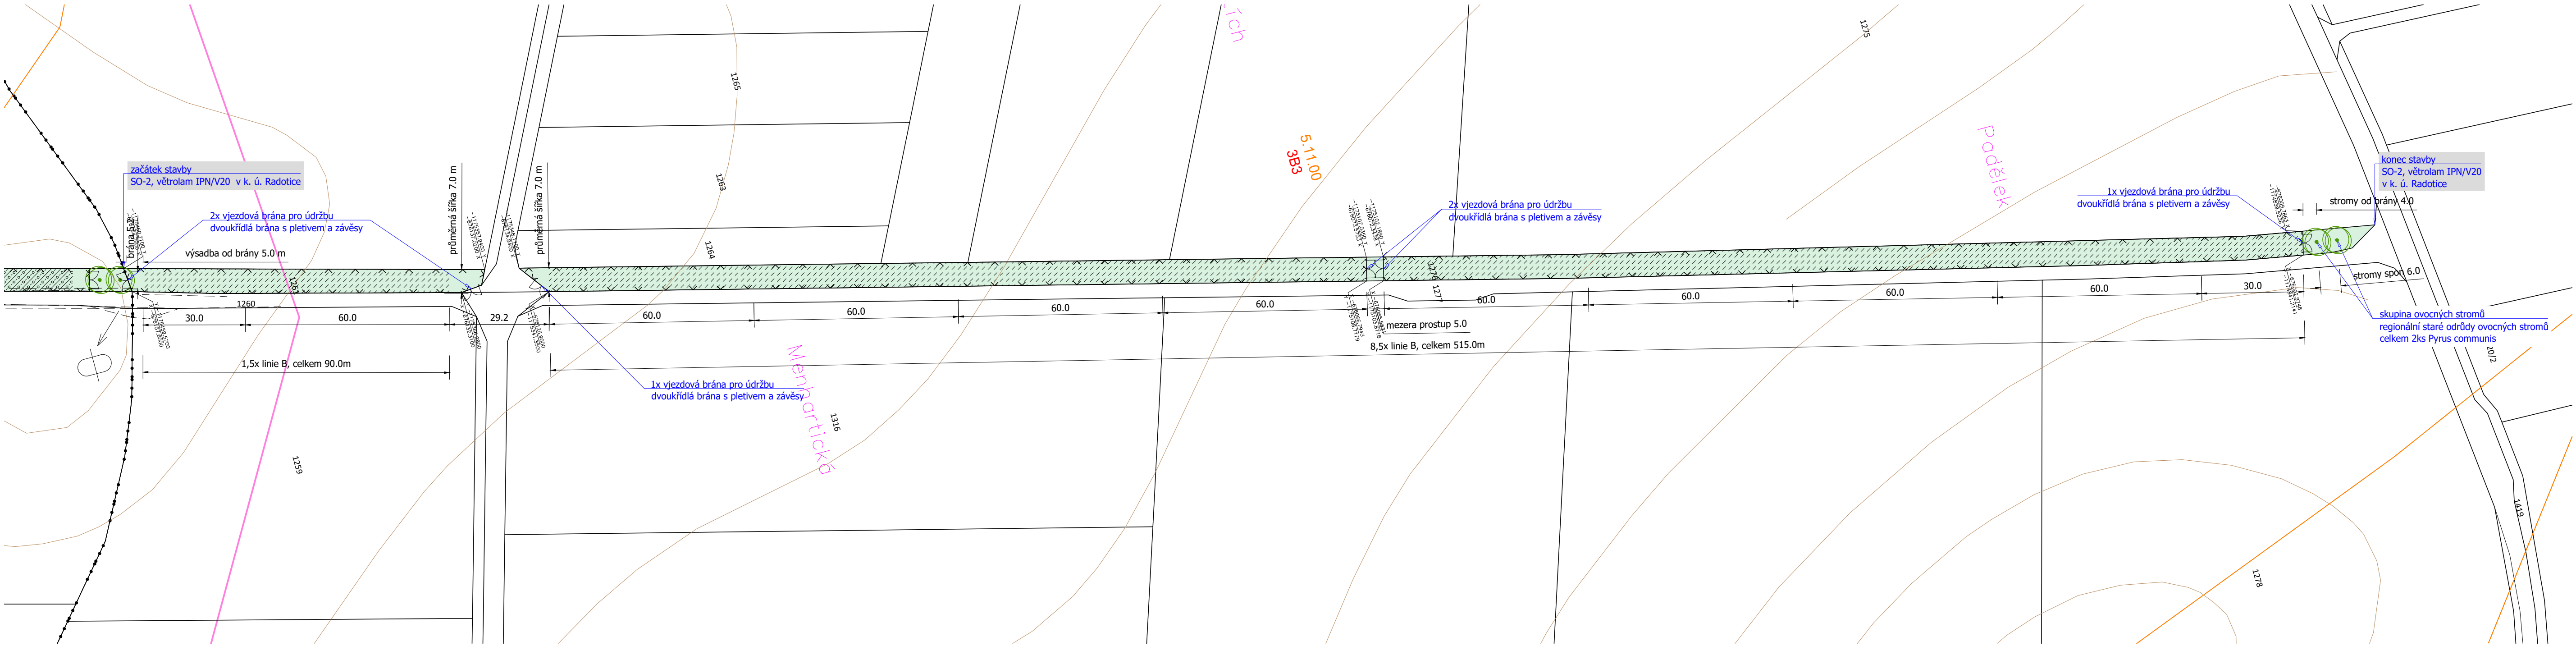 začátek stavby
SO-2, větrolam IPN/V20 v k. ú. Radotice
2x vjezdová brána pro údržbu
dvoukřídlá brána s pletivem a závěsy
výsadba od brány 5.0 m
průměrná šířka 7.0 m
průměrná šířka 7.0 m
1260
1261
30.0
60.0
29.2
1,5x linie B, celkem 90.0m
1259
1265
1263
1264
60.0
60.0
60.0
60.0
1x vjezdová brána pro údržbu
dvoukřídlá brána s pletivem a závěsy
Menhartická
1316
ích
5.11.00
3B3
2x vjezdová brána pro údržbu
dvoukřídlá brána s pletivem a závěsy
1276
1277
mezera prostup 5.0
8,5x linie B, celkem 515.0m
60.0
60.0
60.0
60.0
30.0
1275
Padělek
1x vjezdová brána pro údržbu
dvoukřídlá brána s pletivem a závěsy
stromy od brány 4.0
konec stavby
SO-2, větrolam IPN/V20
v k. ú. Radotice
stromy spon 6.0
skupina ovocných stromů
regionální staré odrůdy ovocných stromů
celkem 2ks Pyrus communis
20/2
1419
1278